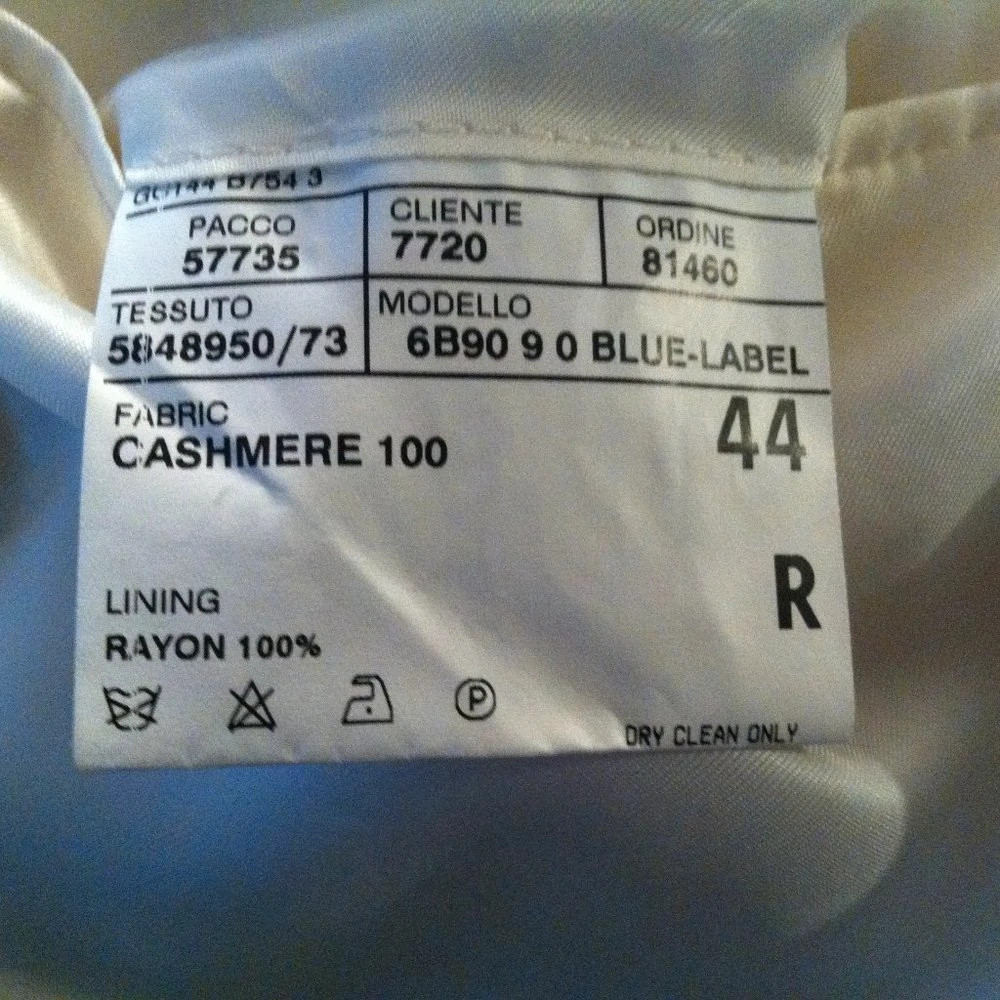 PACCO CLIENTE ORDINE
57735 7720 81460
TESSUTO MODELLO
5848950/73 6B90 9 0 BLUE-LABEL
FABRIC
CASHMERE 100 44
R
LINING
RAYON 100%
P
DRY CLEAN ONLY